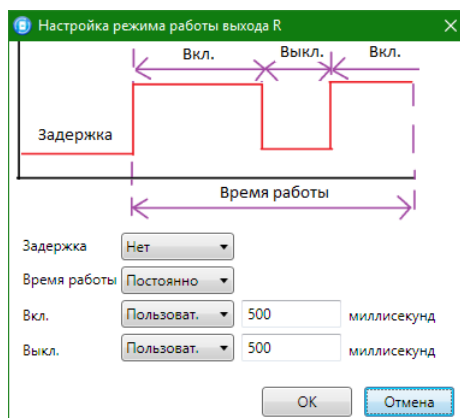 Настройка режима работы выхода R
Вкл. Выкл. Вкл.
Задержка
Время работы
Задержка Нет
Время работы Постоянно
Вкл. Пользоват. 500 миллисекунд
Выкл. Пользоват. 500 миллисекунд
OK Отмена